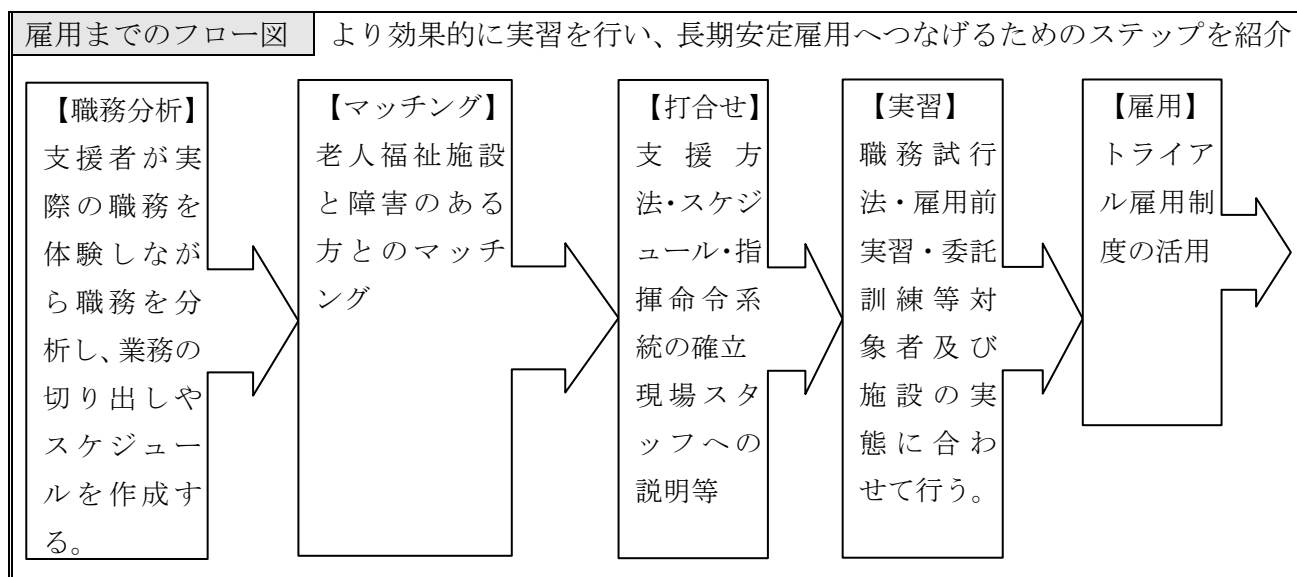 雇用までのフロー図
より効果的に実習を行い、長期安定雇用へつなげるためのステップを紹介
【職務分析】
支援者が実
際の職務を
体験しなが
ら職務を分
析し、業務の
切り出しや
スケジュー
ルを作成す
る。
【マッチング】
老人福祉施設
と障害のある
方とのマッチ
ング
【打合せ】
支援方
法・スケジ
ュール・指
揮命令系
統の確立
現場スタ
ッフへの
説明等
【実習】
職務試行
法・雇用前
実習・委託
訓練等対
象者及び
施設の実
態に合わ
せて行う。
【雇用】
トライア
ル雇用制
度の活用